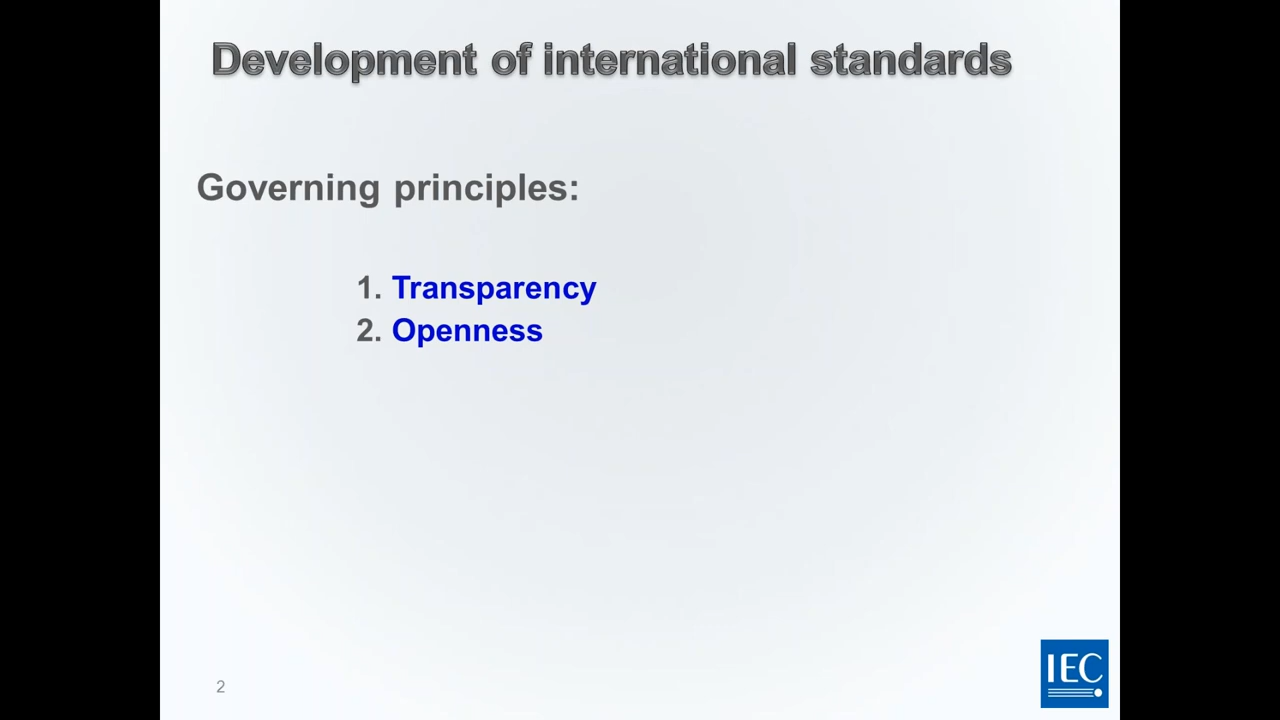 Development of international standards
Governing principles:
1. Transparency
2. Openness
2
IEC